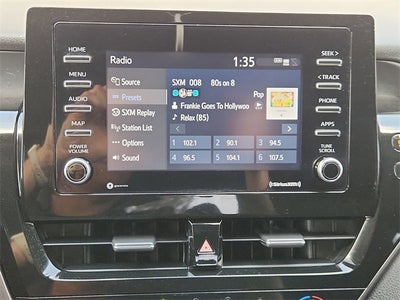 Radio
1:35
HOME
MENU
AUDIO
MAP
POWER
VOLUME
Source
Presets
SXM Replay
Station List
Options
Sound
SXM 008 80s on 8
Pop
Frankie Goes To Hollywoo
Relax (85)
1 102.1 2 90.1 3 94.5
4 96.5 5 104.1 6 107.5
SEEK >
< TRACK
PHONE
APPS
TUNE
SCROLL
((SiriusXM))